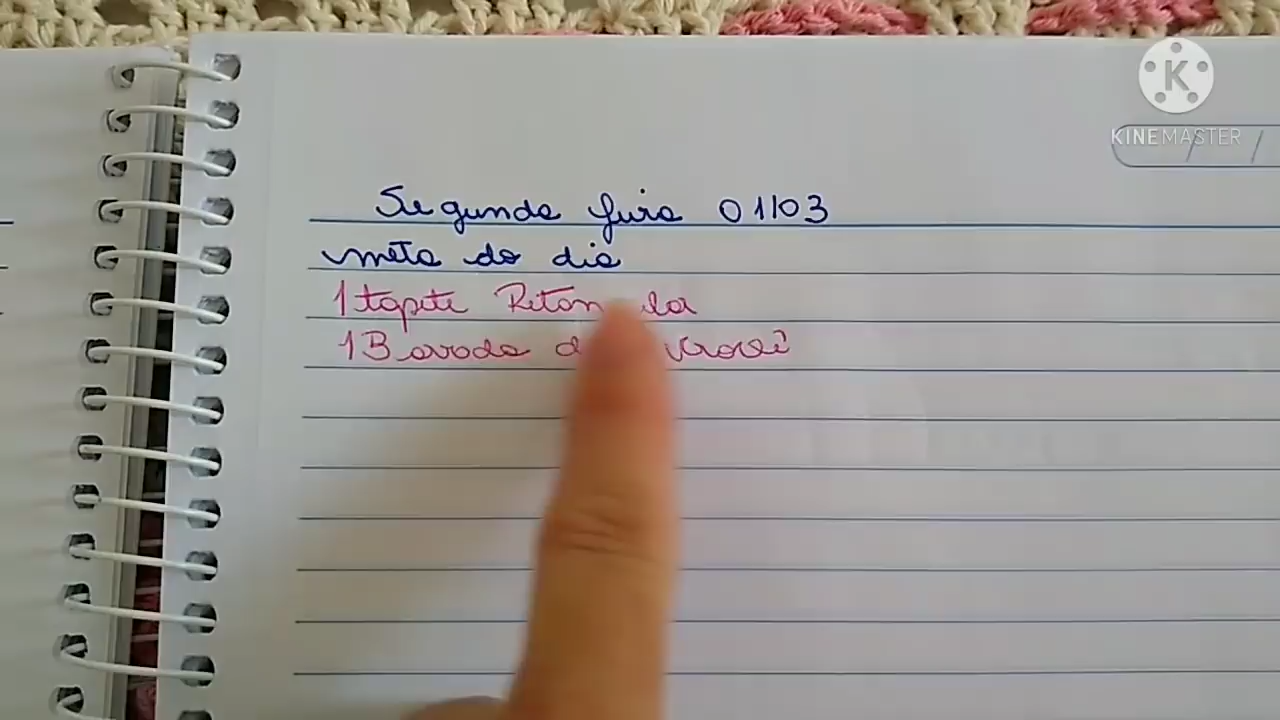 Segunda feira 01/03
meta do dia
1 tapete
1 Barrado
KINEMASTER